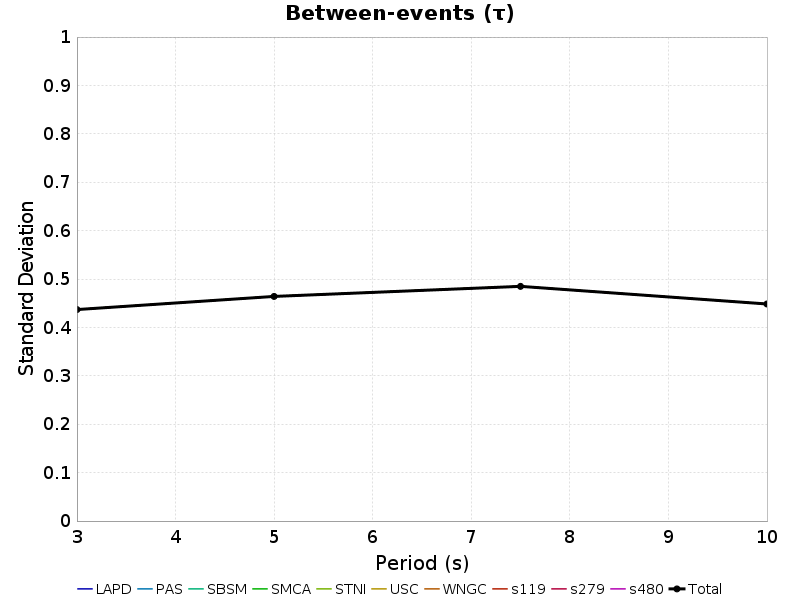 Between-events (τ)
Standard Deviation
1
0.9
0.8
0.7
0.6
0.5
0.4
0.3
0.2
0.1
0
3 4 5 6 7 8 9 10
Period (s)
LAPD PAS SBSM SMCA STNI USC WNGC s119 s279 s480 Total